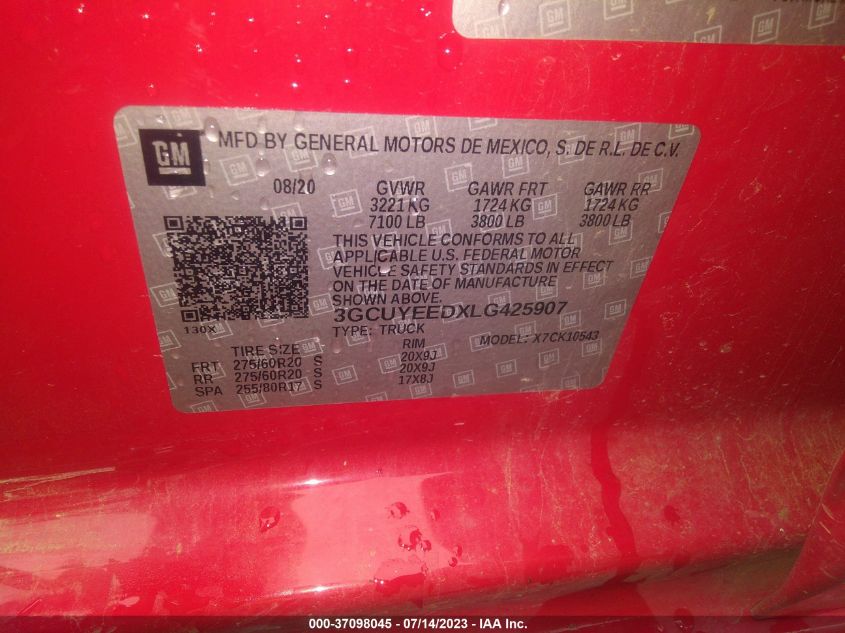 GM
MFD BY GENERAL MOTORS DE MEXICO, S. DE R.L. DE C.V.
08/20 GVWR GAWR FRT GAWR RR
3221 KG 1724 KG 1724 KG
7100 LB 3800 LB 3800 LB
THIS VEHICLE CONFORMS TO ALL
APPLICABLE U.S. FEDERAL MOTOR
VEHICLE SAFETY STANDARDS IN EFFECT
ON THE DATE OF MANUFACTURE
SHOWN ABOVE.
3GCUYEEDXLG425907
130X TYPE: TRUCK MODEL: X7CK10543
TIRE SIZE RIM
FRT 275/60R20 S 20X9J
RR 275/60R20 S 20X9J
SPA 255/80R17 S 17X8J
000-37098045 - 07/14/2023 - IAA Inc.